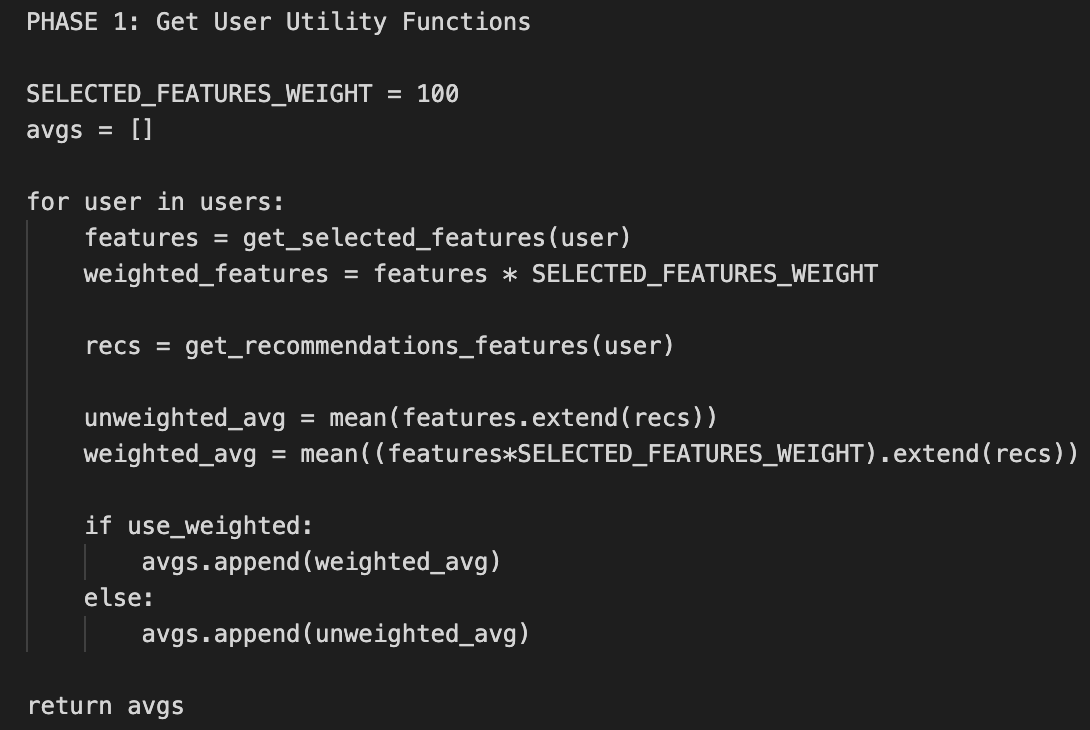 PHASE 1: Get User Utility Functions
SELECTED_FEATURES_WEIGHT = 100
avgs = []
for user in users:
features = get_selected_features(user)
weighted_features = features * SELECTED_FEATURES_WEIGHT
recs = get_recommendations_features(user)
unweighted_avg = mean(features.extend(recs))
weighted_avg = mean((features*SELECTED_FEATURES_WEIGHT).extend(recs))
if use_weighted:
avgs.append(weighted_avg)
else:
avgs.append(unweighted_avg)
return avgs